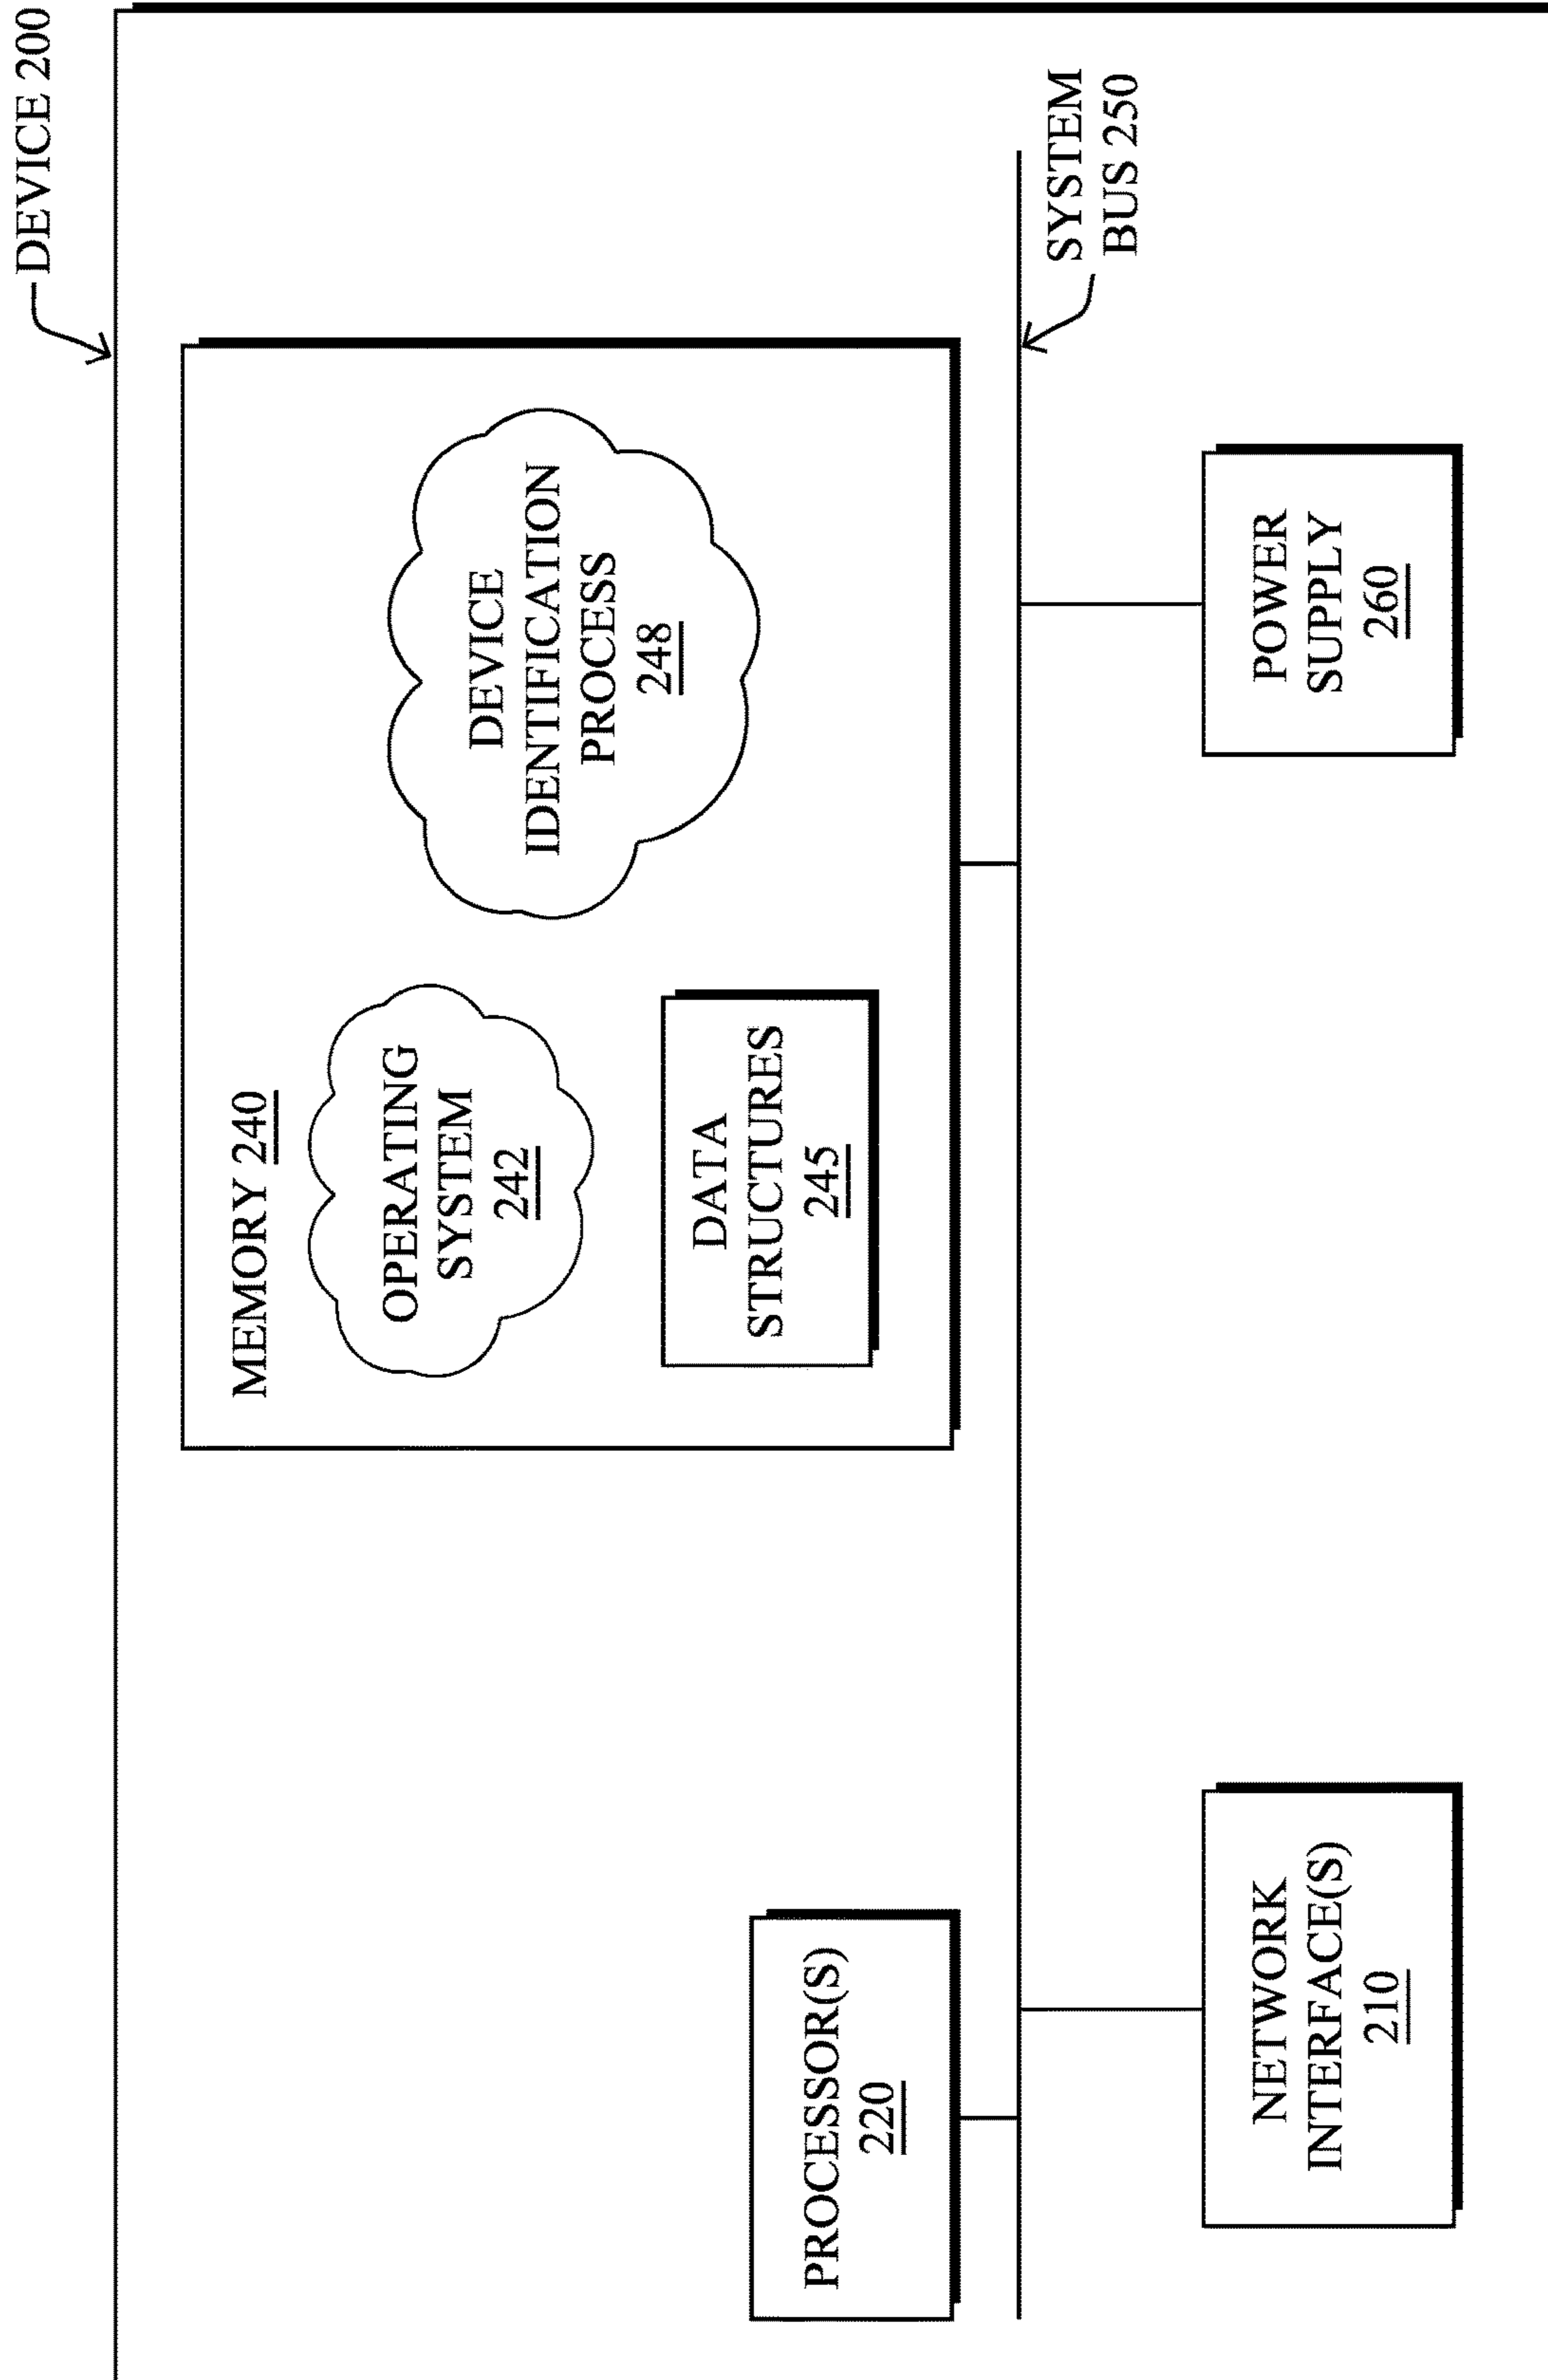 DEVICE 200
MEMORY 240
OPERATING
SYSTEM
242
DEVICE
IDENTIFICATION
PROCESS
248
DATA
STRUCTURES
245
PROCESSOR(S)
220
SYSTEM
BUS 250
NETWORK
INTERFACE(S)
210
POWER
SUPPLY
260